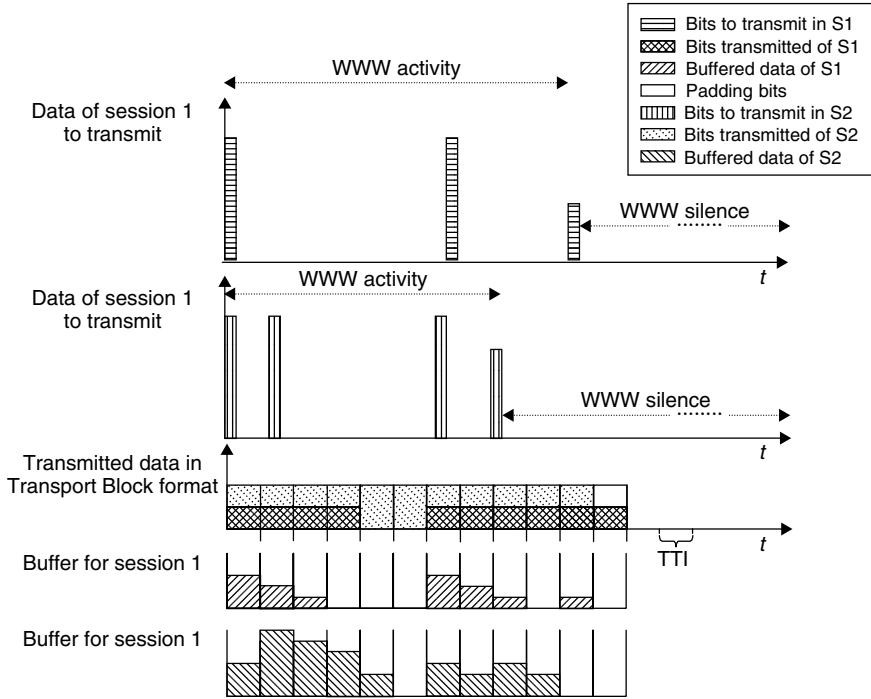 Bits to transmit in S1
Bits transmitted of S1
Buffered data of S1
Padding bits
Bits to transmit in S2
Bits transmitted of S2
Buffered data of S2
WWW activity
Data of session 1
to transmit
WWW silence
t
WWW activity
Data of session 1
to transmit
WWW silence
t
Transmitted data in
Transport Block format
t
TTI
Buffer for session 1
Buffer for session 1